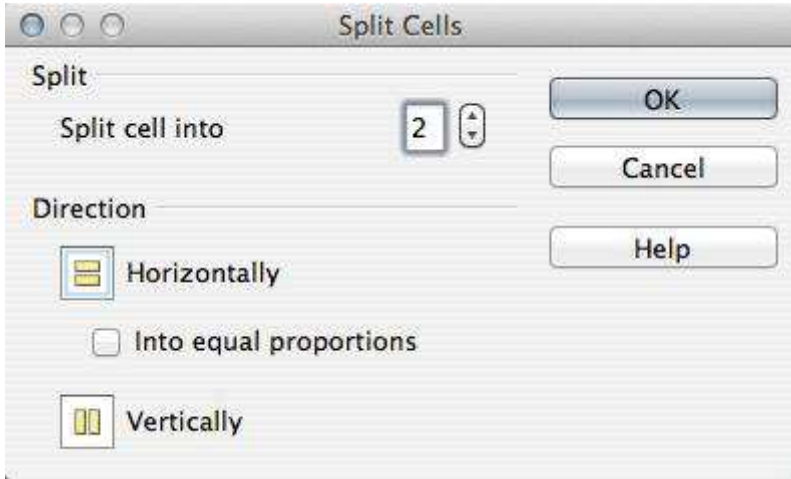 Split Cells
Split
Split cell into 2
OK
Cancel
Direction
Help
Horizontally
Into equal proportions
Vertically